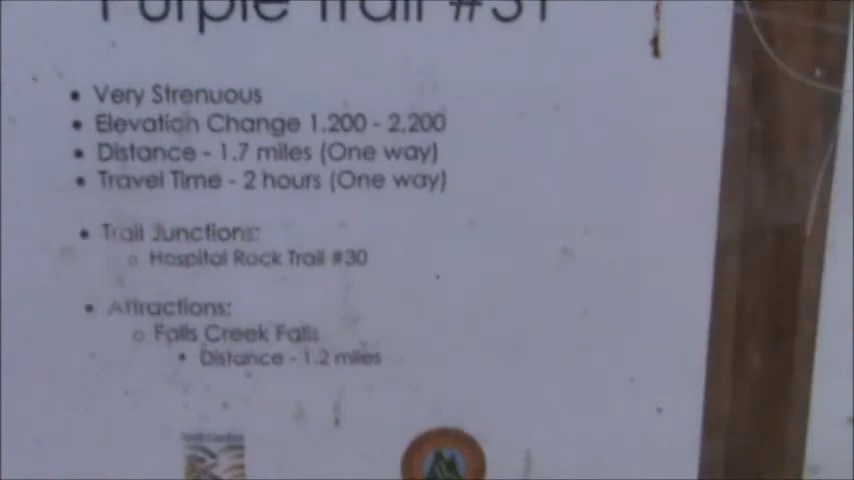 Purple Trail #31
• Very Strenuous
• Elevation Change 1,200 - 2,200
• Distance - 1.7 miles (One way)
• Travel Time - 2 hours (One way)
• Trail Junctions:
○ Hospital Rock Trail #30
• Attractions:
○ Falls Creek Falls
• Distance - 1.2 miles